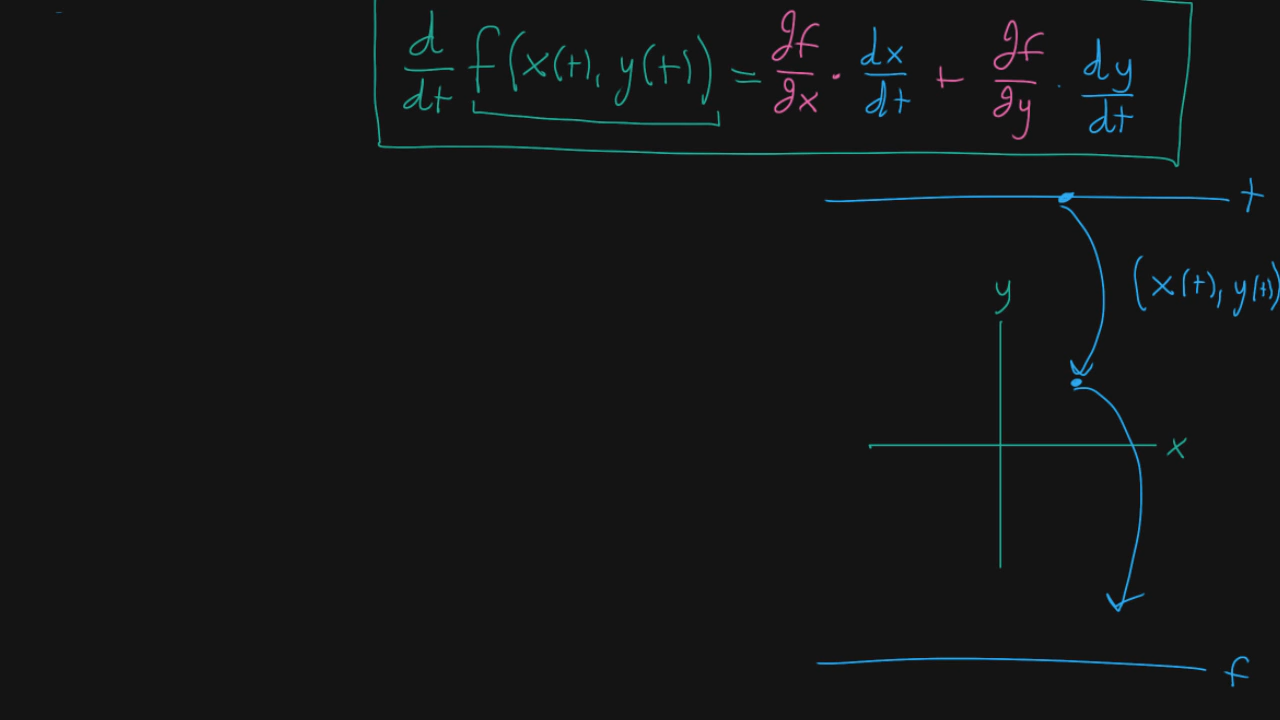 d/dt f(x(t), y(t)) = ∂f/∂x · dx/dt + ∂f/∂y · dy/dt
t
(x(t), y(t))
y
x
f